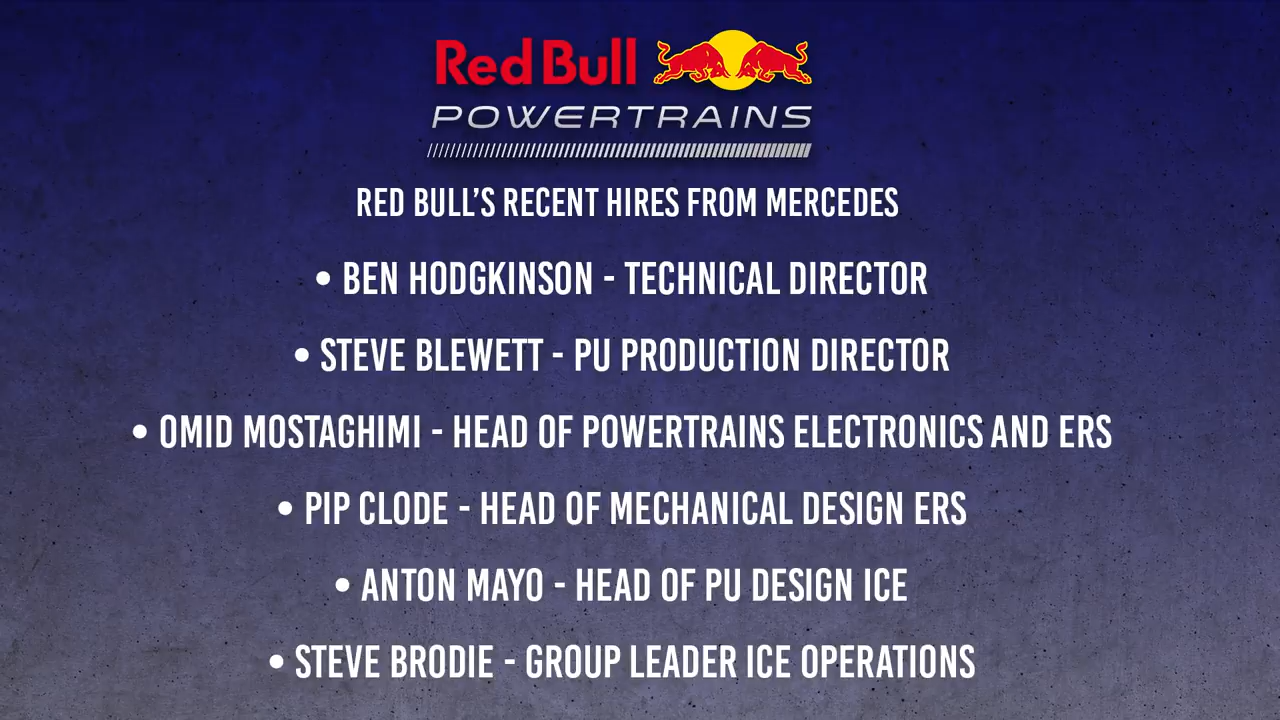 Red Bull
POWERTRAINS
RED BULL’S RECENT HIRES FROM MERCEDES
• BEN HODGKINSON - TECHNICAL DIRECTOR
• STEVE BLEWETT - PU PRODUCTION DIRECTOR
• OMID MOSTAGHIMI - HEAD OF POWERTRAINS ELECTRONICS AND ERS
• PIP CLODE - HEAD OF MECHANICAL DESIGN ERS
• ANTON MAYO - HEAD OF PU DESIGN ICE
• STEVE BRODIE - GROUP LEADER ICE OPERATIONS